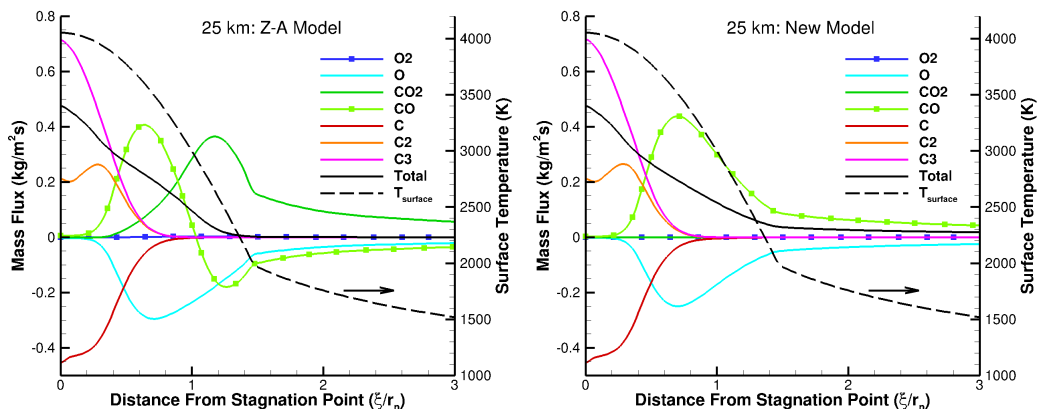 25 km: Z-A Model
Mass Flux (kg/m²s)
0.8
0.6
0.4
0.2
0
-0.2
-0.4
O2
O
CO2
CO
C
C2
C3
Total
T_surface
4000
3500
3000
2500
2000
1500
1000
Surface Temperature (K)
0
1
2
3
Distance From Stagnation Point (ξ/r_n)
25 km: New Model
Mass Flux (kg/m²s)
0.8
0.6
0.4
0.2
0
-0.2
-0.4
O2
O
CO2
CO
C
C2
C3
Total
T_surface
4000
3500
3000
2500
2000
1500
1000
Surface Temperature (K)
0
1
2
3
Distance From Stagnation Point (ξ/r_n)